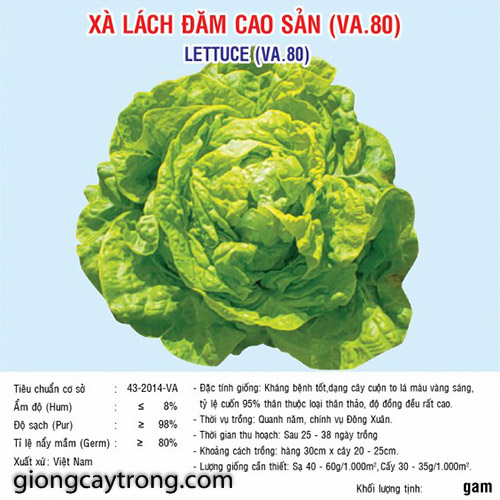 XÀ LÁCH ĐĂM CAO SẢN (VA.80)
LETTUCE (VA.80)
Tiêu chuẩn cơ sở : 43-2014-VA
Ẩm độ (Hum) : ≤ 8%
Độ sạch (Pur) : ≥ 98%
Tỉ lệ nẩy mầm (Germ) : ≥ 80%
Xuất xứ : Việt Nam
- Đặc tính giống: Kháng bệnh tốt,dạng cây cuộn to lá màu vàng sáng,
tỷ lệ cuốn 95% thân thuộc loại thân thảo, độ đồng đều rất cao.
- Thời vụ trồng: Quanh năm, chính vụ Đông Xuân.
- Thời gian thu hoạch: Sau 25 - 38 ngày trồng
- Khoảng cách trồng: hàng 30cm x cây 20 - 25cm.
- Lượng giống cần thiết: Sạ 40 - 60g/1.000m², Cấy 30 - 35g/1.000m².
Khối lượng tịnh: gam
giongcaytrong.com